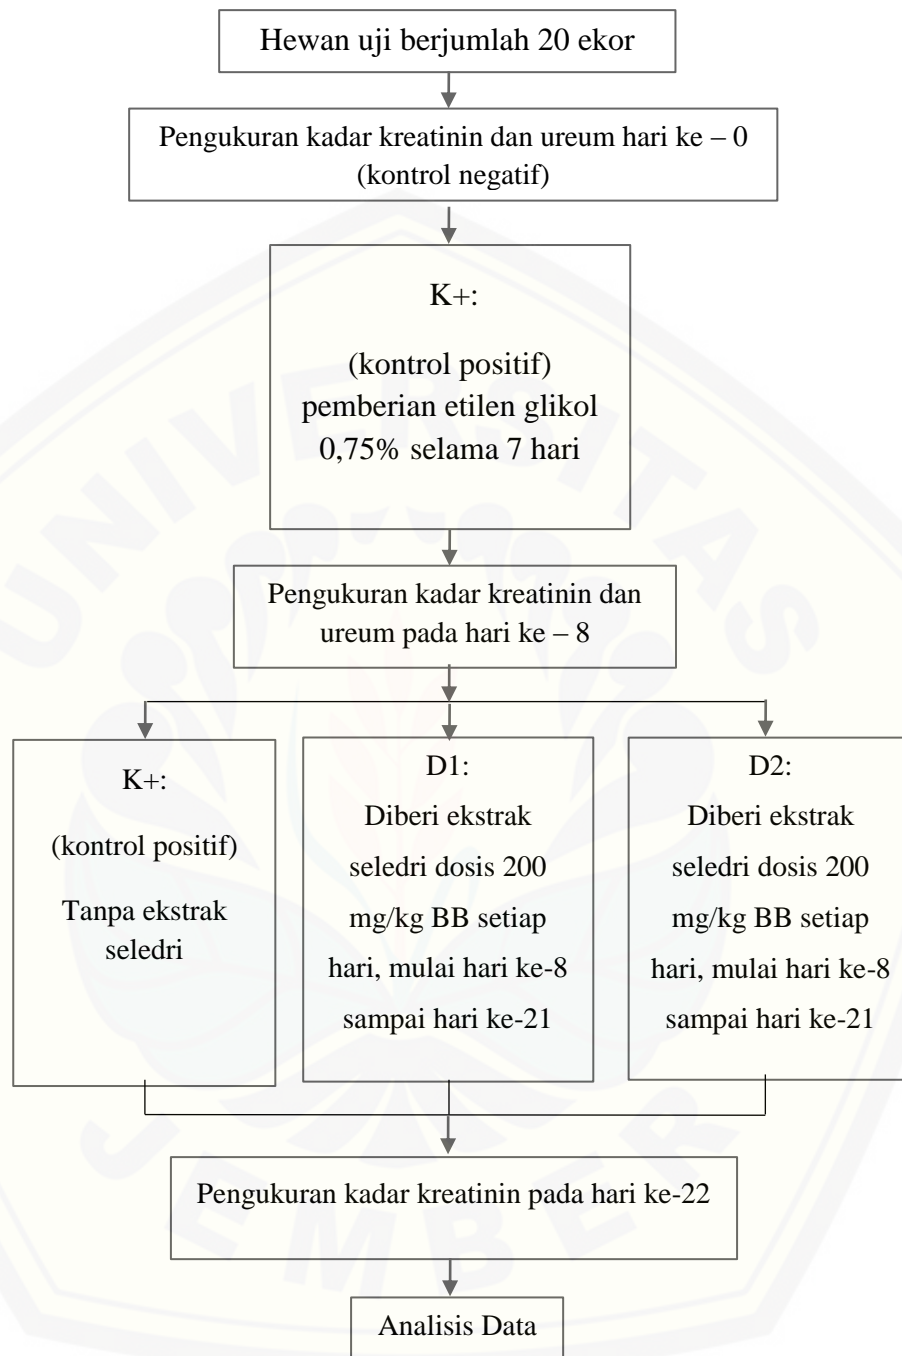 Hewan uji berjumlah 20 ekor
Pengukuran kadar kreatinin dan ureum hari ke – 0
(kontrol negatif)
K+:
(kontrol positif)
pemberian etilen glikol
0,75% selama 7 hari
Pengukuran kadar kreatinin dan
ureum pada hari ke – 8
K+:
(kontrol positif)
Tanpa ekstrak
seledri
D1:
Diberi ekstrak
seledri dosis 200
mg/kg BB setiap
hari, mulai hari ke-8
sampai hari ke-21
D2:
Diberi ekstrak
seledri dosis 200
mg/kg BB setiap
hari, mulai hari ke-8
sampai hari ke-21
Pengukuran kadar kreatinin pada hari ke-22
Analisis Data
UNIVERSITAS
JEMBER